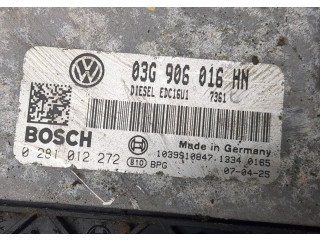 03G 906 016 HN
DIESEL EDC16U1 7361
BOSCH
Made in Germany
1039S10847.1334 0185
0 281 012 272 810 BPG
07-04-25